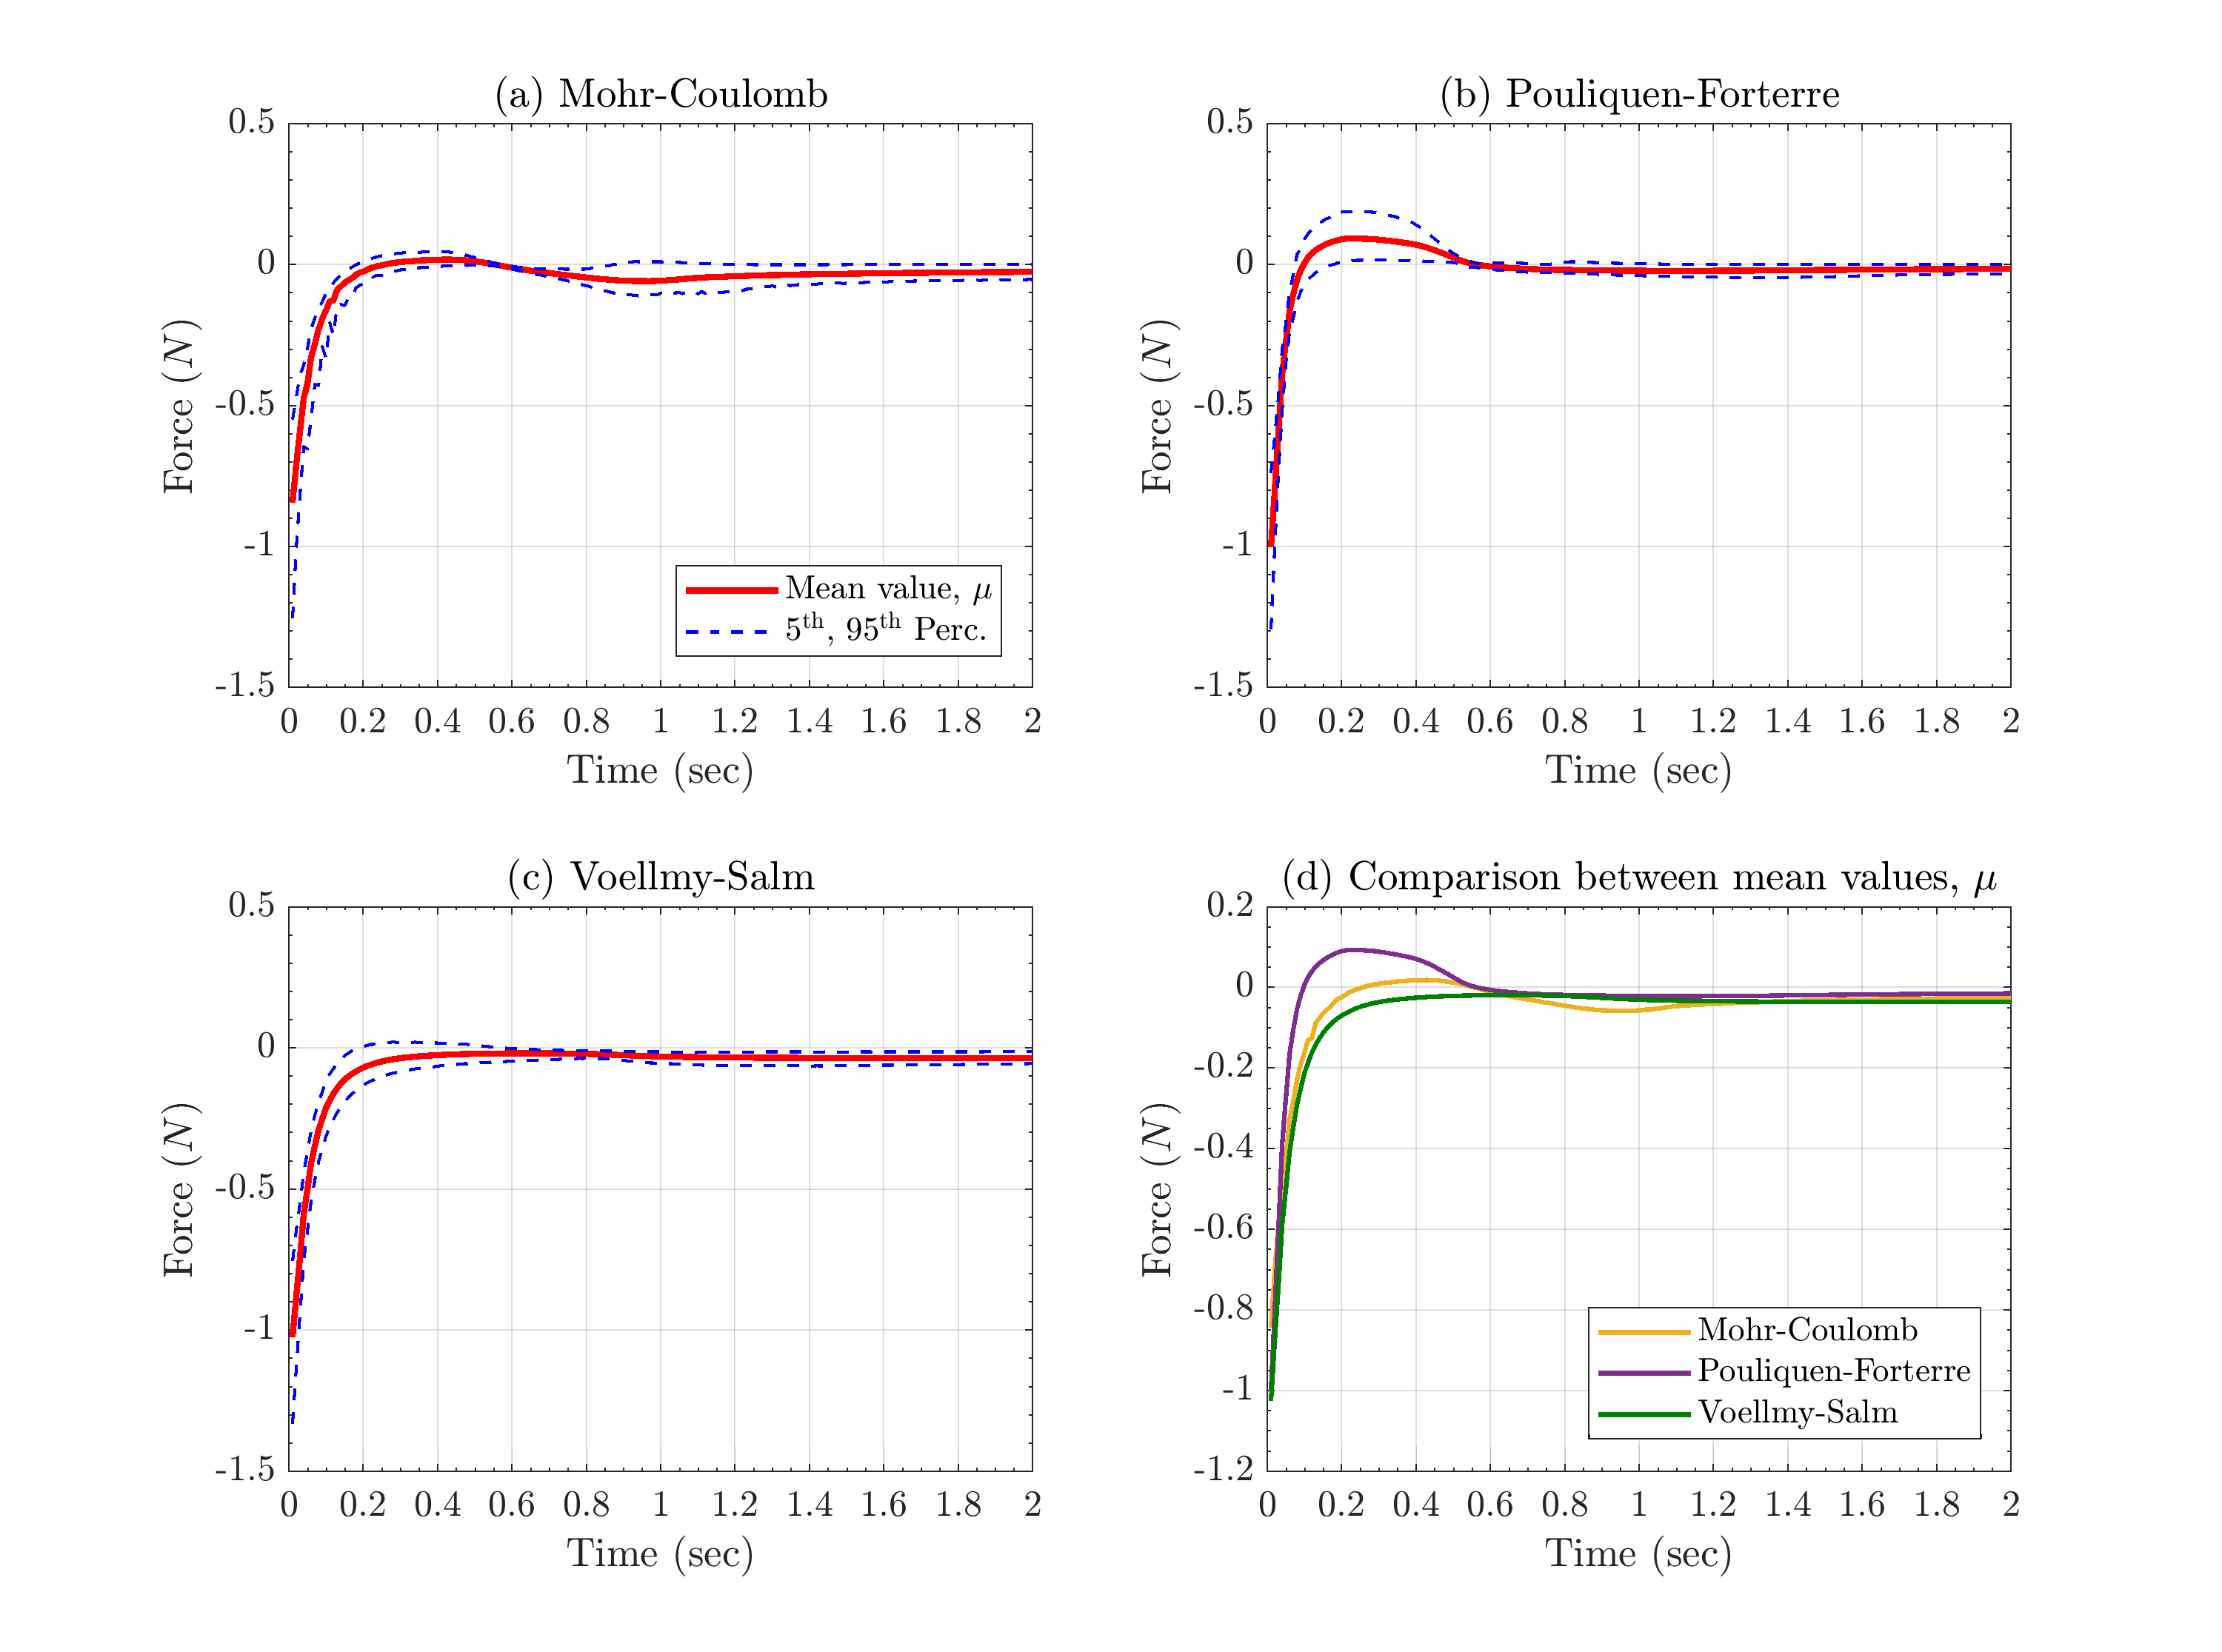 (a) Mohr-Coulomb
0.5
0
-0.5
-1
-1.5
Force (N)
Mean value, μ
5th, 95th Perc.
0 0.2 0.4 0.6 0.8 1 1.2 1.4 1.6 1.8 2
Time (sec)
(b) Pouliquen-Forterre
0.5
0
-0.5
-1
-1.5
Force (N)
0 0.2 0.4 0.6 0.8 1 1.2 1.4 1.6 1.8 2
Time (sec)
(c) Voellmy-Salm
0.5
0
-0.5
-1
-1.5
Force (N)
0 0.2 0.4 0.6 0.8 1 1.2 1.4 1.6 1.8 2
Time (sec)
(d) Comparison between mean values, μ
0.2
0
-0.2
-0.4
-0.6
-0.8
-1
-1.2
Force (N)
Mohr-Coulomb
Pouliquen-Forterre
Voellmy-Salm
0 0.2 0.4 0.6 0.8 1 1.2 1.4 1.6 1.8 2
Time (sec)